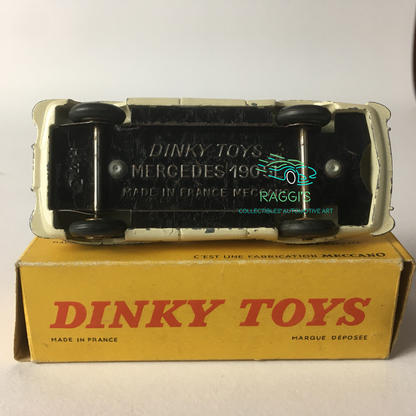 DINKY TOYS
MERCEDES 190
MADE IN FRANCE MECCANO
RAGGI'S
COLLECTIBLES' AUTOMOTIVE ART
C'EST UNE FABRICATION MECCANO
DINKY TOYS
MADE IN FRANCE
MARQUE DÉPOSÉE